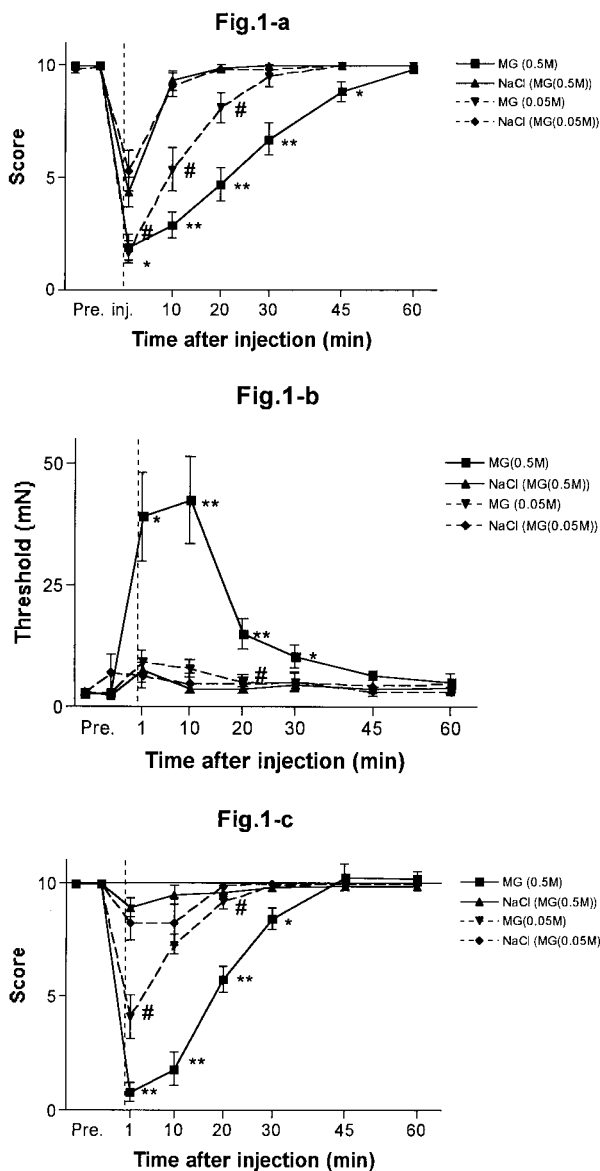 Fig.1-a
10
5
0
Score
MG (0.5M)
NaCl (MG(0.5M))
MG (0.05M)
NaCl (MG(0.05M))
#
*
#
**
#
**
**
*
Pre. inj. 10 20 30 45 60
Time after injection (min)
Fig.1-b
50
25
0
Threshold (mN)
MG(0.5M)
NaCl (MG(0.5M))
MG (0.05M)
NaCl (MG(0.05M))
*
**
**
#
*
Pre. 1 10 20 30 45 60
Time after injection (min)
Fig.1-c
10
5
0
Score
MG (0.5M)
NaCl (MG(0.5M))
MG(0.05M)
NaCl (MG(0.05M)
#
**
**
#
**
*
Pre. 1 10 20 30 45 60
Time after injection (min)